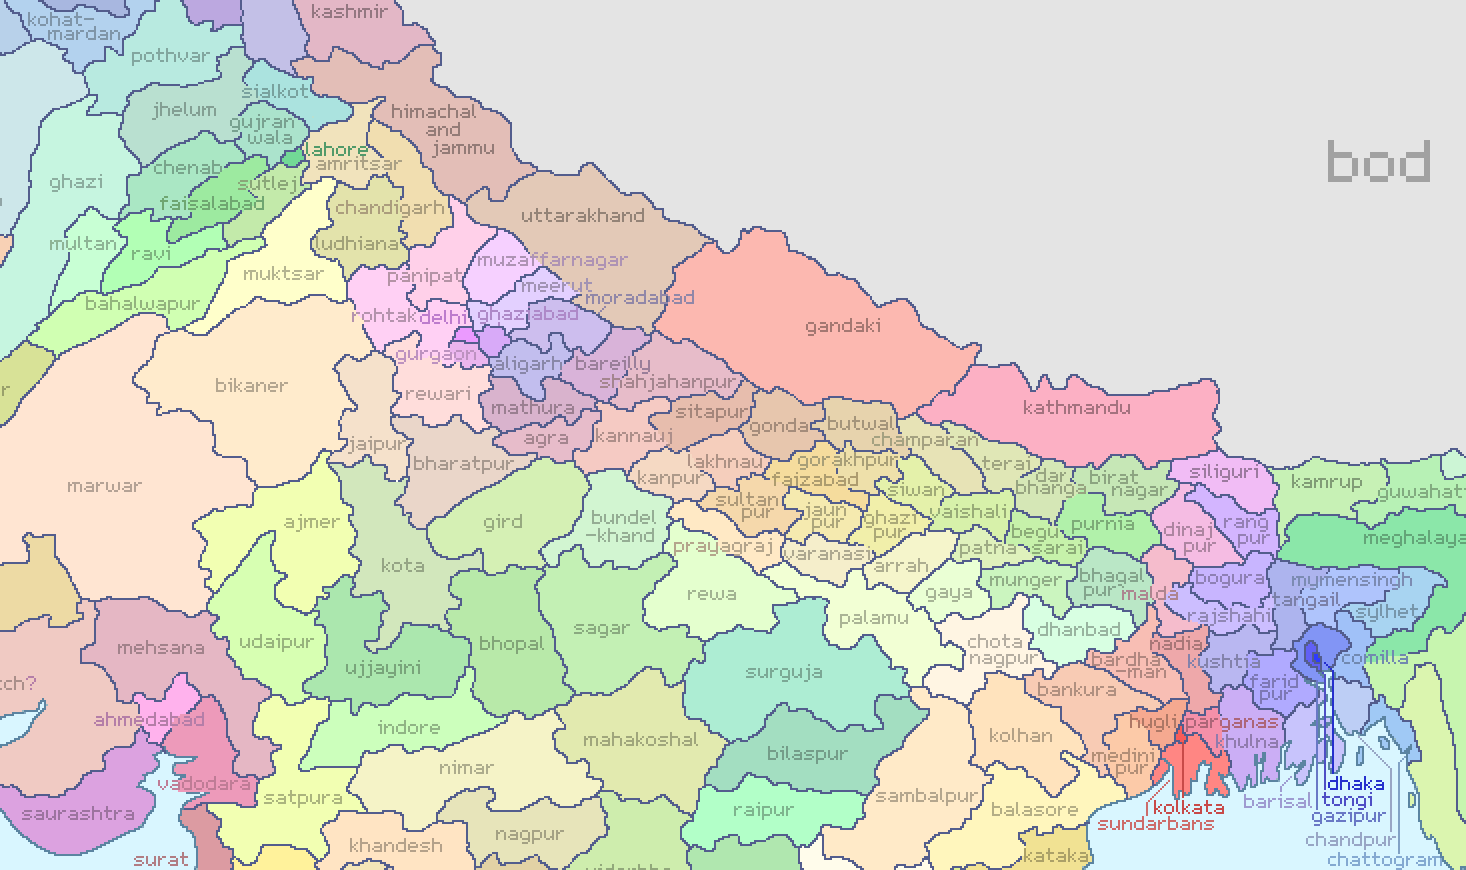 kashmir
kohat-
mardan
pothvar
sialkot
jhelum
himachal
and
jammu
gujran
wala
bod
lahore
amritsar
chenab
ghazi
sutlej
faisalabad
chandigarh
uttarakhand
multan
ravi
ludhiana
muzaffarnagar
muktsar
panipat
meerut
moradabad
bahalwapur
rohtak
delhi
ghaziabad
gandaki
gurgaon
aligarh
bareilly
shahjahanpur
bikaner
rewari
mathura
sitapur
kathmandu
gonda
butwal
agra
kannauj
champaran
jaipur
bharatpur
lakhnau
gorakhpur
terai
siliguri
kanpur
faizabad
dar
bhanga
birat
nagar
kamrup
guwahat
marwar
siwan
sultan
pur
jaun
pur
ghazi
pur
vaishali
purnia
dinaj
pur
rang
pur
ajmer
gird
bundel
-khand
begu
sarai
meghalaya
prayagraj
varanasi
patna
kota
arrah
munger
bhagal
pur
bogura
mymensingh
rewa
gaya
malda
tangail
sylhet
palamu
rajshahi
sagar
dhanbad
udaipur
bhopal
chota
nagpur
nadia
mehsana
bardha
-man
kushtia
comilla
ujjayini
surguja
tch?
bankura
farid
pur
ahmedabad
indore
hugli
parganas
mahakoshal
kolhan
khulna
bilaspur
medini
pur
nimar
vadodara
satpura
sambalpur
dhaka
saurashtra
raipur
balasore
kolkata
barisal
tongi
sundarbans
gazipur
nagpur
khandesh
chandpur
surat
kataka
chattogram